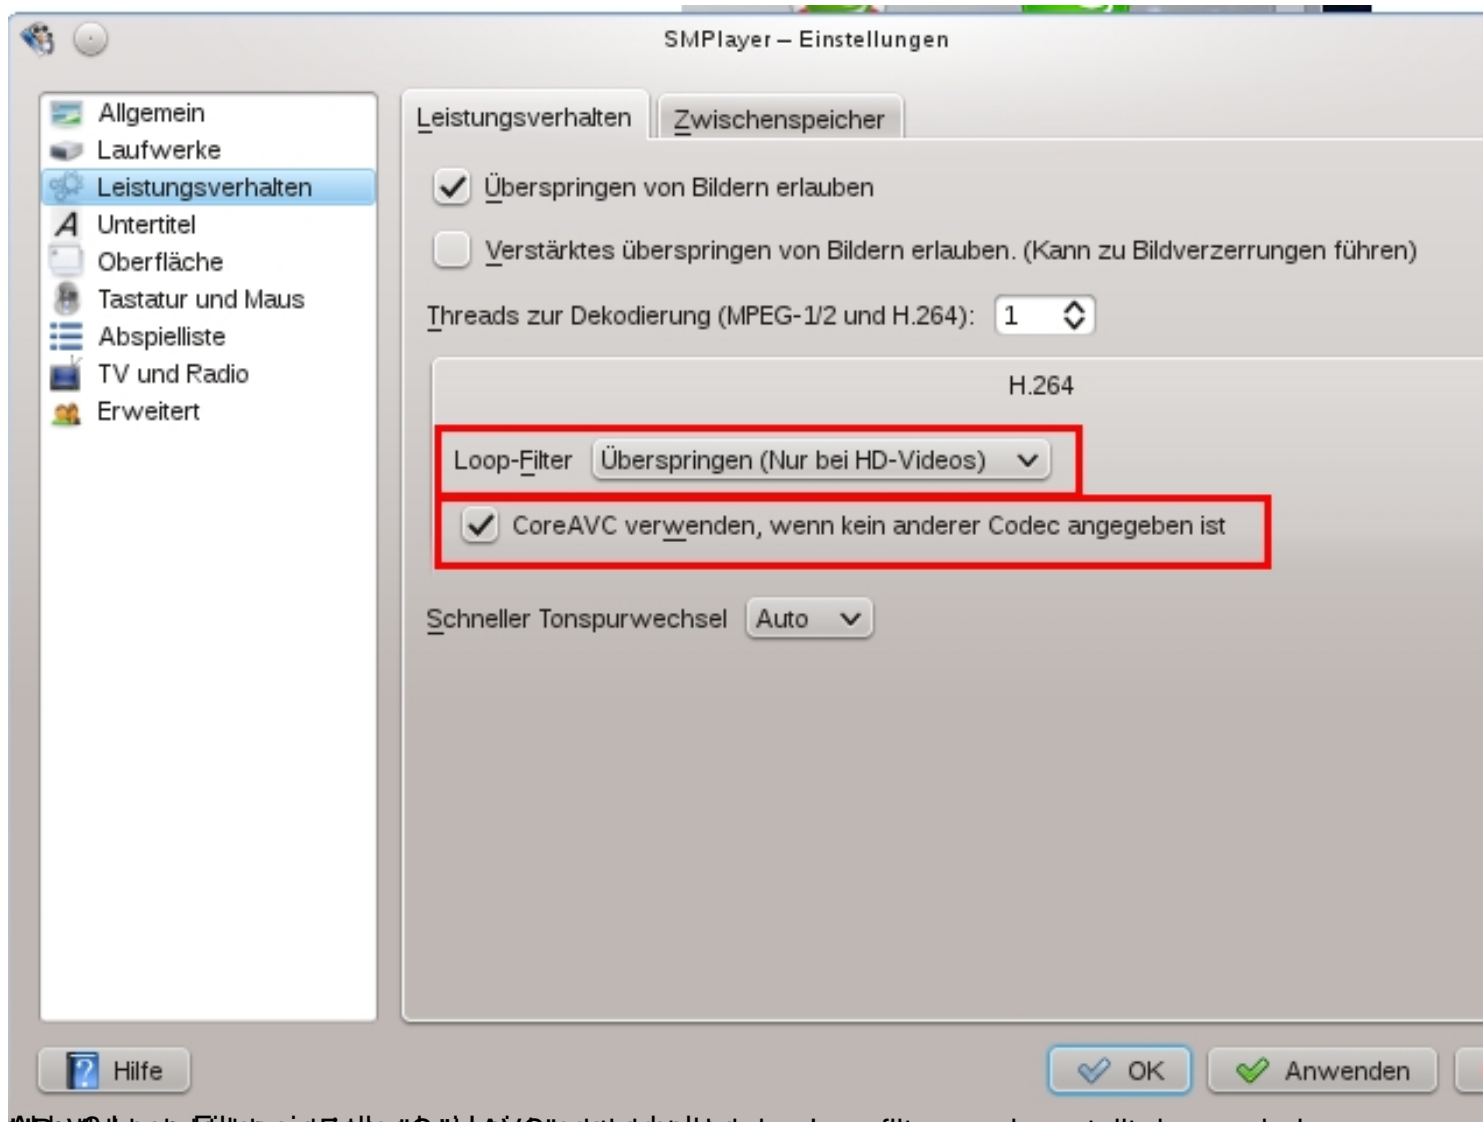 SMPlayer – Einstellungen
Allgemein
Laufwerke
Leistungsverhalten
Untertitel
Oberfläche
Tastatur und Maus
Abspielliste
TV und Radio
Erweitert
Leistungsverhalten
Zwischenspeicher
Überspringen von Bildern erlauben
Verstärktes überspringen von Bildern erlauben. (Kann zu Bildverzerrungen führen)
Threads zur Dekodierung (MPEG-1/2 und H.264): 1
H.264
Loop-Filter Überspringen (Nur bei HD-Videos)
CoreAVC verwenden, wenn kein anderer Codec angegeben ist
Schneller Tonspurwechsel Auto
Hilfe
OK
Anwenden